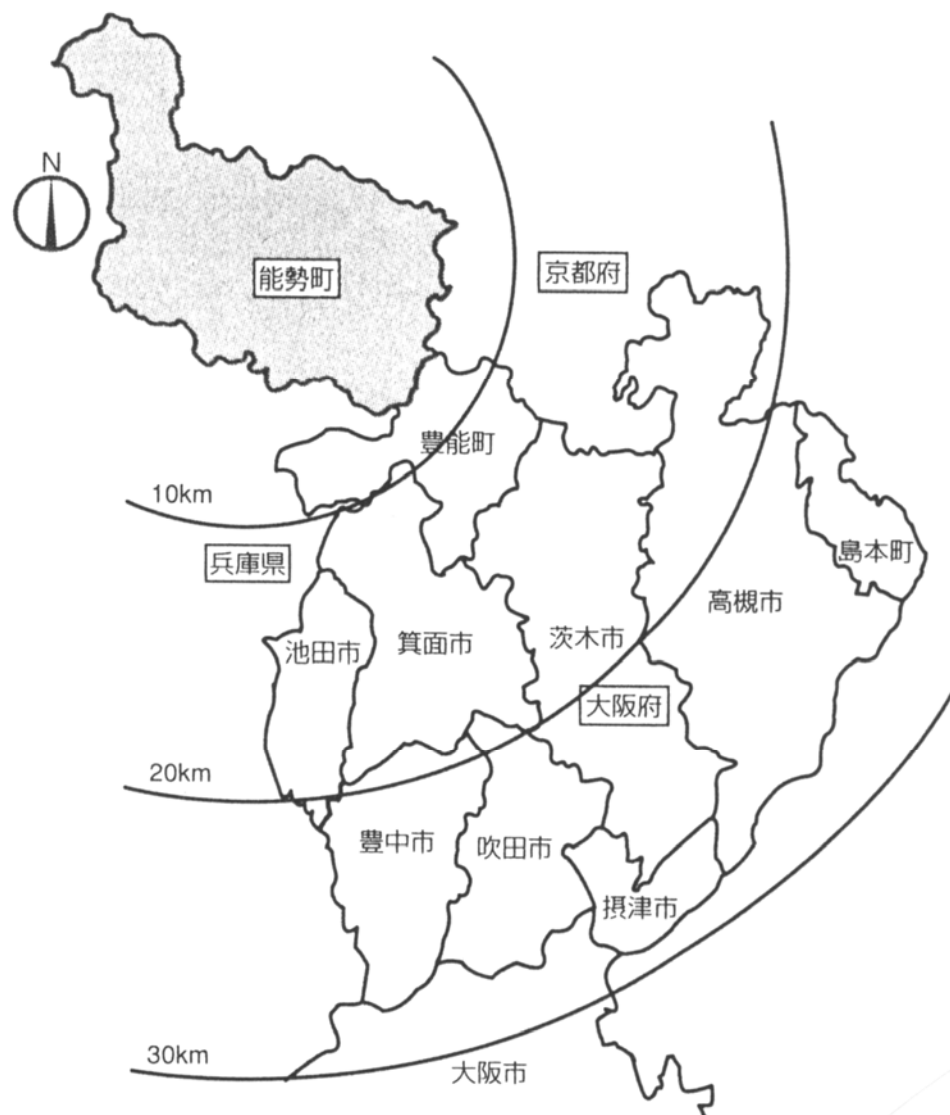 N
能勢町
京都府
豊能町
10km
兵庫県
島本町
高槻市
池田市
箕面市
茨木市
大阪府
20km
豊中市
吹田市
摂津市
30km
大阪市